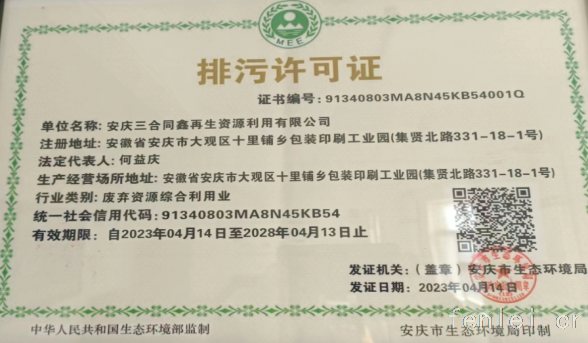 MEE
排污许可证
证书编号: 91340803MA8N45KB54001Q
单位名称: 安庆三合同鑫再生资源利用有限公司
注册地址: 安徽省安庆市大观区十里铺乡包装印刷工业园(集贤北路331-18-1号)
法定代表人: 何益庆
生产经营场所地址: 安徽省安庆市大观区十里铺乡包装印刷工业园(集贤北路331-18-1号)
行业类别: 废弃资源综合利用业
统一社会信用代码: 91340803MA8N45KB54
有效期限: 自2023年04月14日至2028年04月13日止
发证机关: (盖章) 安庆市生态环境局
发证日期: 2023年04月14日
中华人民共和国生态环境部监制
安庆市生态环境局印制